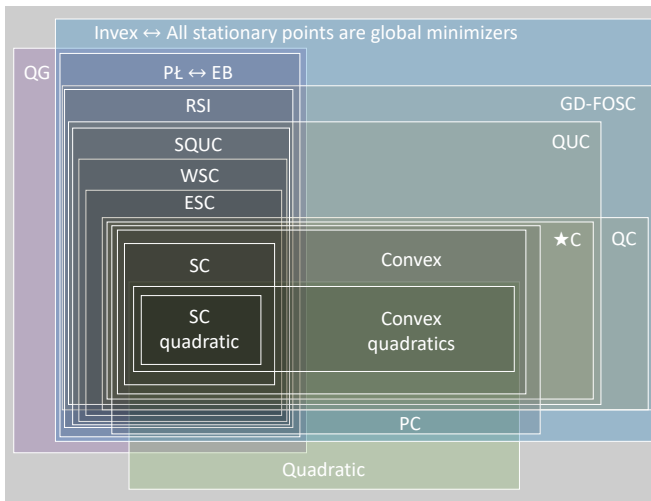 Invex ↔ All stationary points are global minimizers
QG
PŁ ↔ EB
RSI
GD-FOSC
SQUC
QUC
WSC
ESC
★C
QC
SC
Convex
SC
quadratic
Convex
quadratics
PC
Quadratic